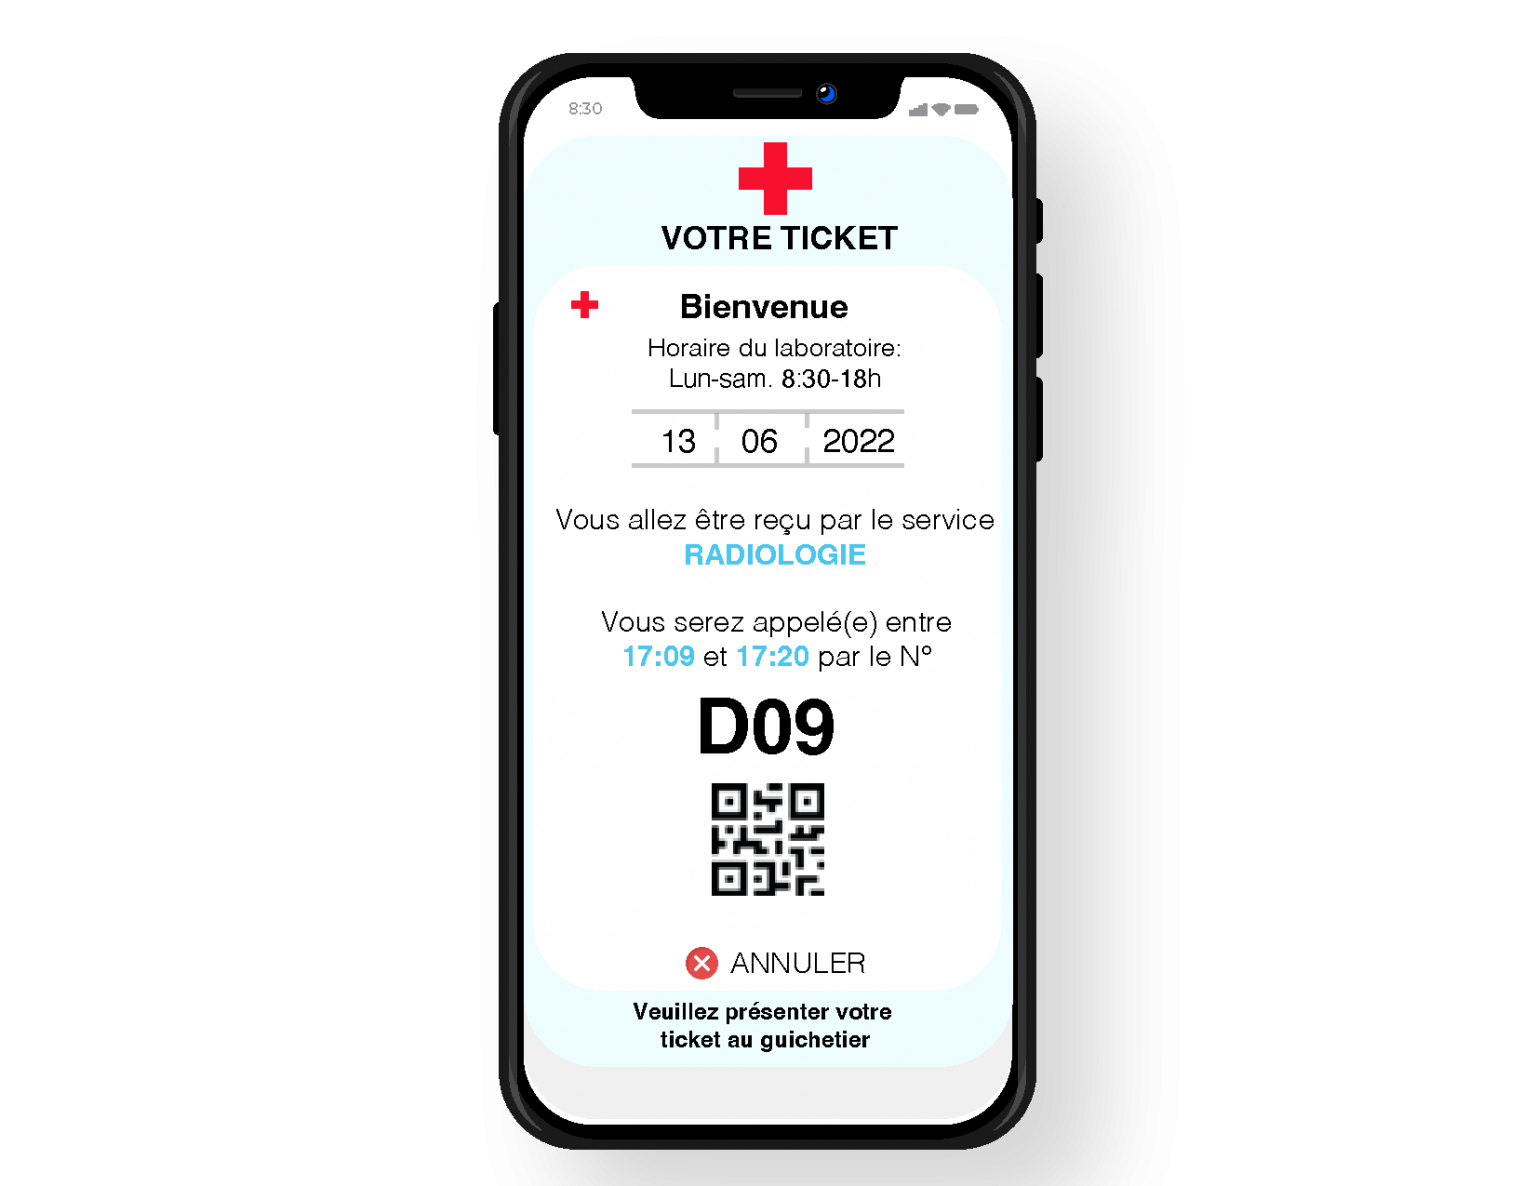 8:30
VOTRE TICKET
Bienvenue
Horaire du laboratoire:
Lun-sam. 8:30-18h
13 06 2022
Vous allez être reçu par le service
RADIOLOGIE
Vous serez appelé(e) entre
17:09 et 17:20 par le N°
D09
ANNULER
Veuillez présenter votre
ticket au guichetier